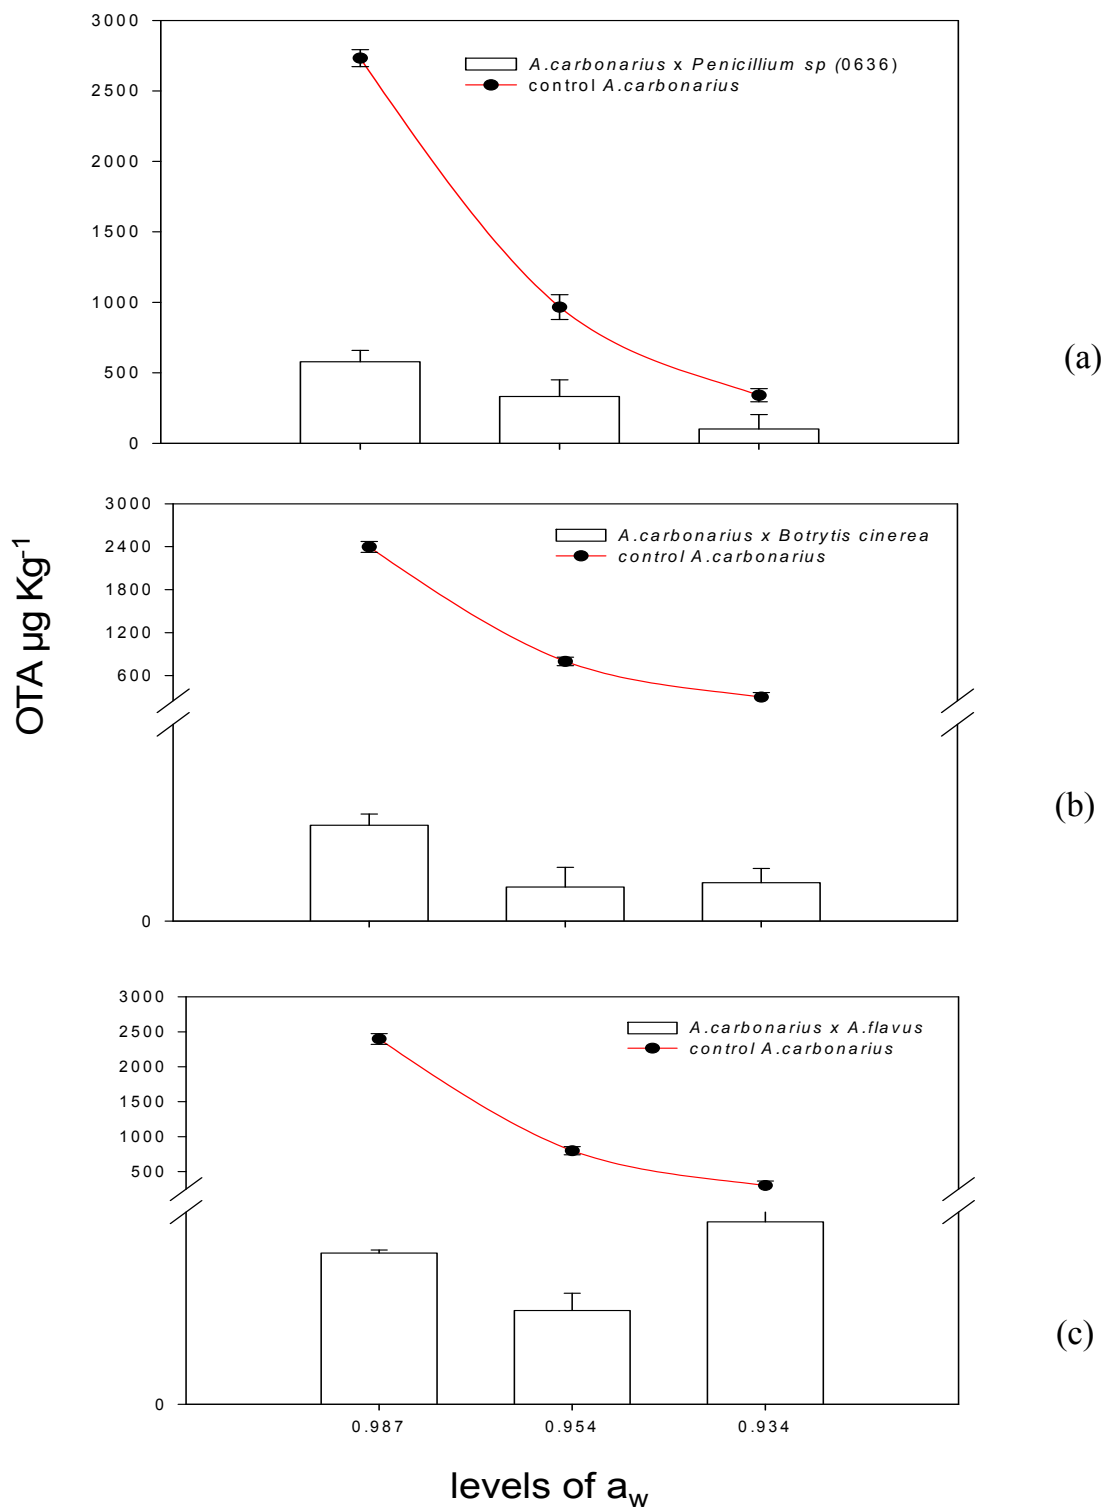 3000
2500
2000
1500
1000
500
0
A.carbonarius x Penicillium sp (0636)
control A.carbonarius
(a)
3000
2400
1800
1200
600
0
A.carbonarius x Botrytis cinerea
control A.carbonarius
(b)
OTA µg Kg-1
3000
2500
2000
1500
1000
500
0
A.carbonarius x A.flavus
control A.carbonarius
(c)
0.987 0.954 0.934
levels of aw